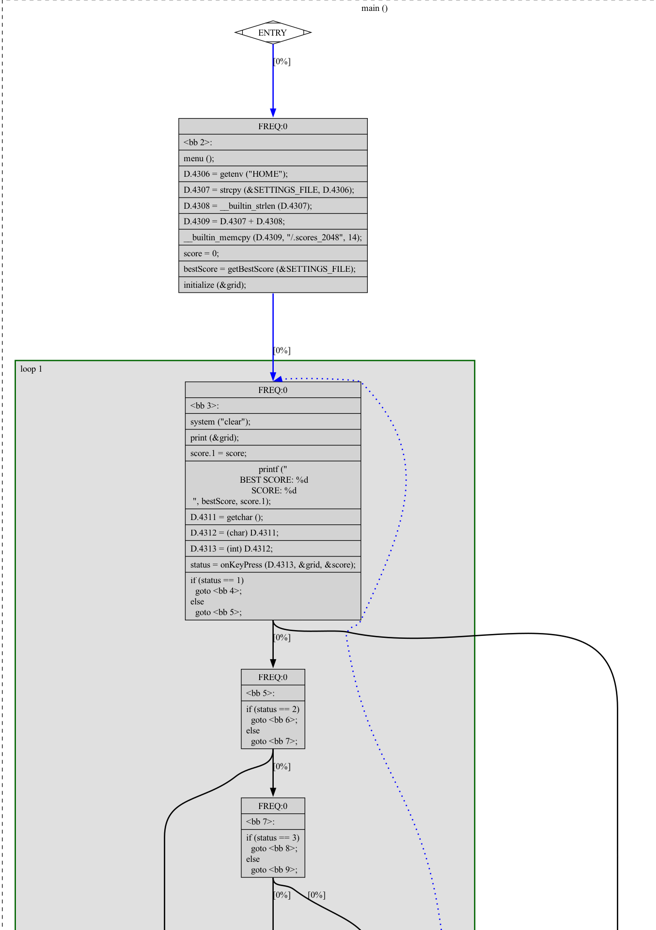 main ()
ENTRY
[0%]
FREQ:0
<bb 2>:
menu ();
D.4306 = getenv ("HOME");
D.4307 = strcpy (&SETTINGS_FILE, D.4306);
D.4308 = __builtin_strlen (D.4307);
D.4309 = D.4307 + D.4308;
__builtin_memcpy (D.4309, "/.scores_2048", 14);
score = 0;
bestScore = getBestScore (&SETTINGS_FILE);
initialize (&grid);
[0%]
loop 1
FREQ:0
<bb 3>:
system ("clear");
print (&grid);
score.1 = score;
printf ("
BEST SCORE: %d
SCORE: %d
", bestScore, score.1);
D.4311 = getchar ();
D.4312 = (char) D.4311;
D.4313 = (int) D.4312;
status = onKeyPress (D.4313, &grid, &score);
if (status == 1)
goto <bb 4>;
else
goto <bb 5>;
[0%]
FREQ:0
<bb 5>:
if (status == 2)
goto <bb 6>;
else
goto <bb 7>;
[0%]
FREQ:0
<bb 7>:
if (status == 3)
goto <bb 8>;
else
goto <bb 9>;
[0%] [0%]